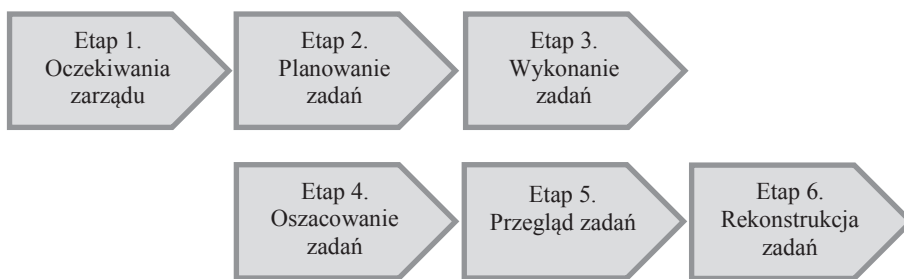 Etap 1.
Oczekiwania
zarządu
Etap 2.
Planowanie
zadań
Etap 3.
Wykonanie
zadań
Etap 4.
Oszacowanie
zadań
Etap 5.
Przegląd zadań
Etap 6.
Rekonstrukcja
zadań